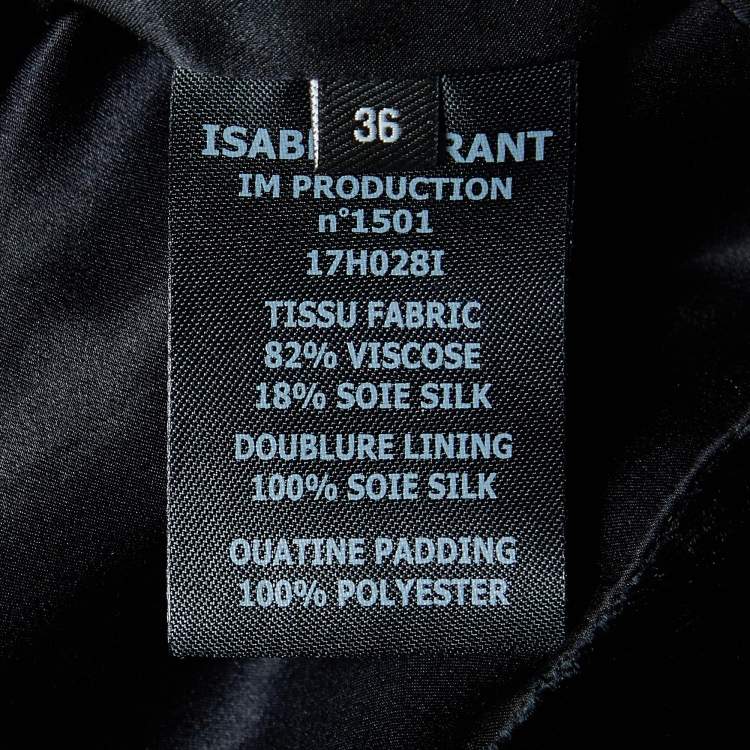 36
ISAB RANT
IM PRODUCTION
n°1501
17H028I
TISSU FABRIC
82% VISCOSE
18% SOIE SILK
DOUBLURE LINING
100% SOIE SILK
OUATINE PADDING
100% POLYESTER